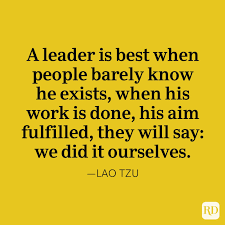 A leader is best when
people barely know
he exists, when his
work is done, his aim
fulfilled, they will say:
we did it ourselves.
—LAO TZU
RD